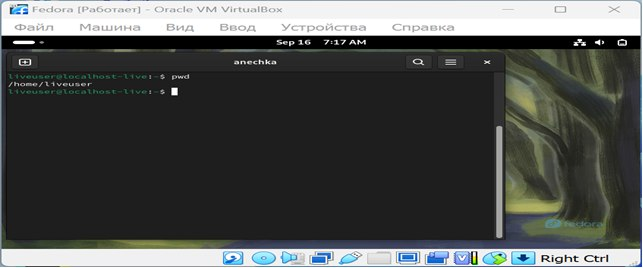 Fedora [Работает] - Oracle VM VirtualBox
Файл Машина Вид Ввод Устройства Справка
Sep 16 7:17 AM
anechka
liveuser@localhost-live:~$ pwd
/home/liveuser
liveuser@localhost-live:~$
fedora
Right Ctrl